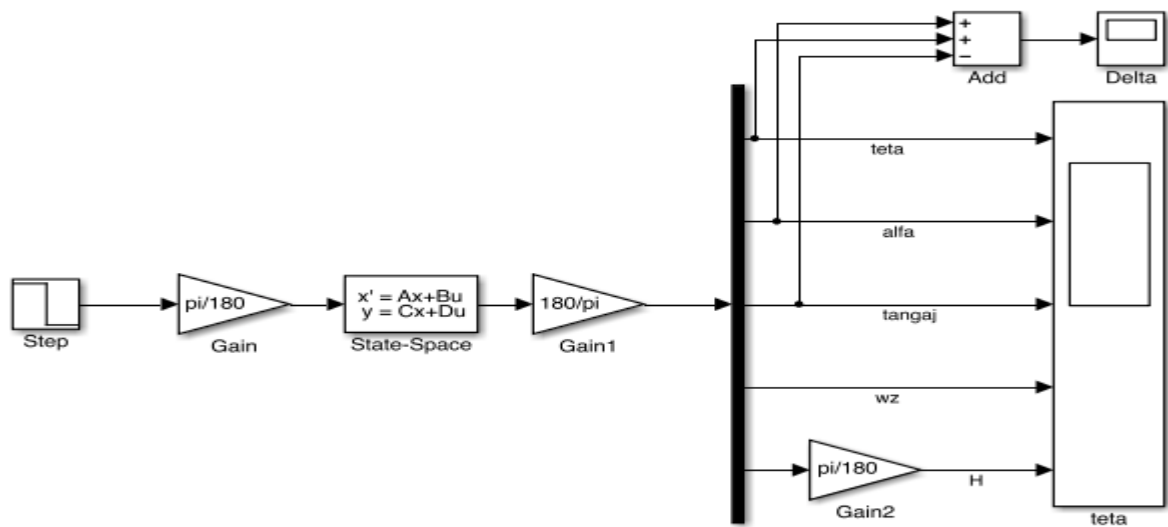 +
+
−
Add
Delta
teta
alfa
pi/180
x' = Ax+Bu
y = Cx+Du
180/pi
tangaj
Step
Gain
State-Space
Gain1
wz
pi/180
H
Gain2
teta